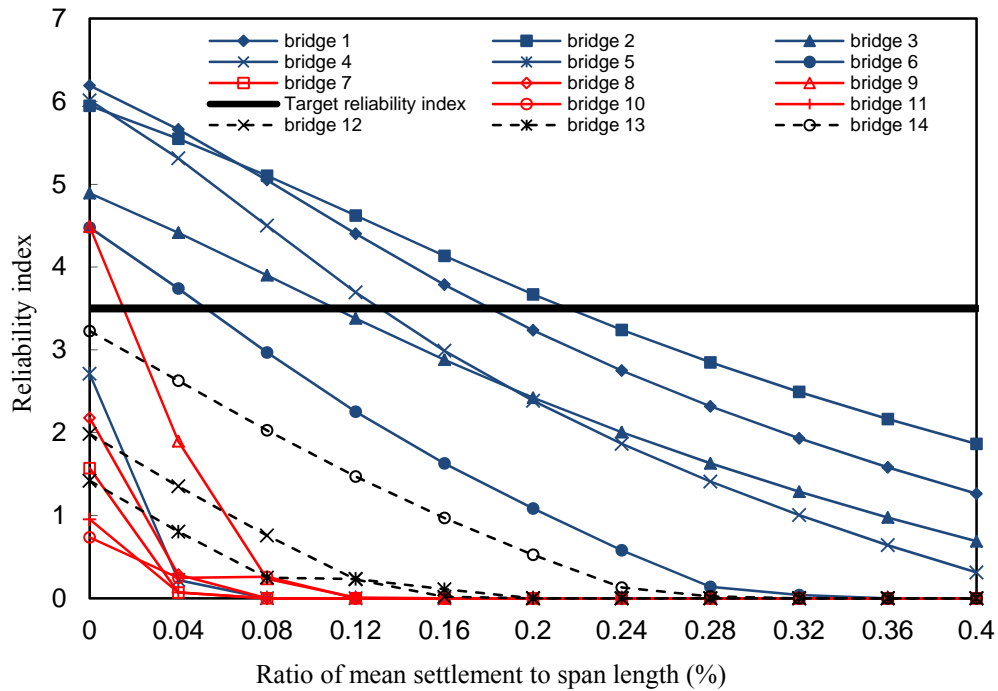 7
6
5
4
3
2
1
0
Reliability index
bridge 1 bridge 2 bridge 3
bridge 4 bridge 5 bridge 6
bridge 7 bridge 8 bridge 9
Target reliability index bridge 10 bridge 11
bridge 12 bridge 13 bridge 14
0 0.04 0.08 0.12 0.16 0.2 0.24 0.28 0.32 0.36 0.4
Ratio of mean settlement to span length (%)